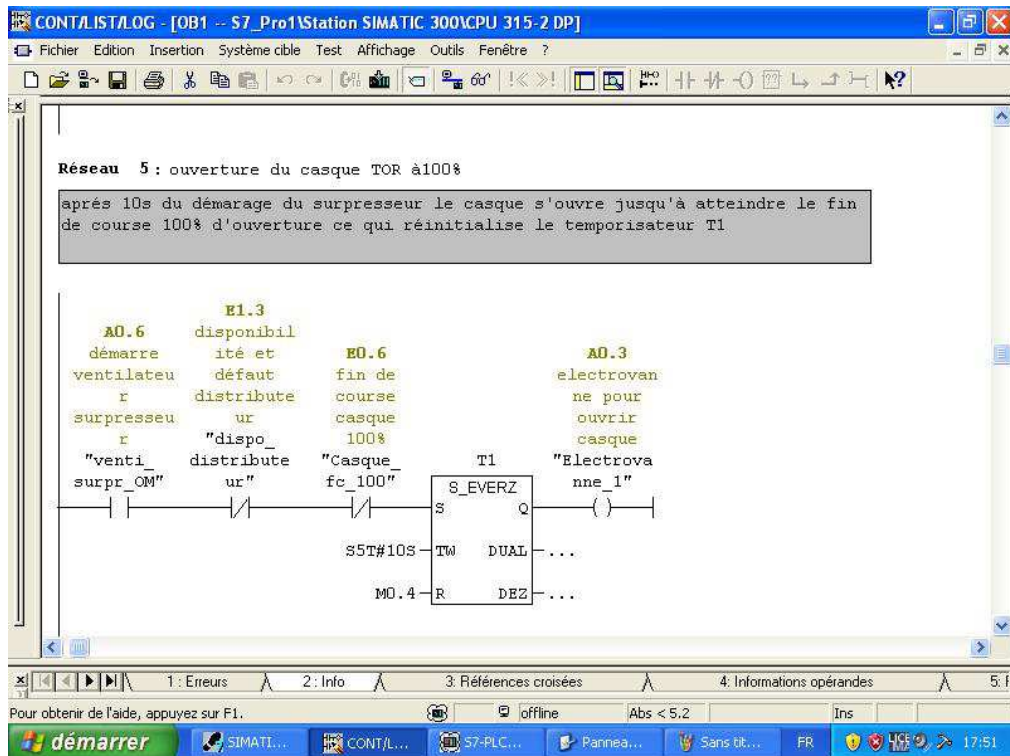 CONT/LIST/LOG - [OB1 -- S7_Pro1\Station SIMATIC 300\CPU 315-2 DP]
Fichier Edition Insertion Système cible Test Affichage Outils Fenêtre ?
Réseau 5 : ouverture du casque TOR à100%
aprés 10s du démarage du surpresseur le casque s'ouvre jusqu'à atteindre le fin
de course 100% d'ouverture ce qui réinitialise le temporisateur T1
A0.6
démarre
ventilateu
r
surpresseu
r
"venti_
surpr_OM"
E1.3
disponibil
ité et
défaut
distribute
ur
"dispo_
distribute
ur"
E0.6
fin de
course
casque
100%
"Casque_
fc_100"
T1
S_EVERZ
S Q
S5T#10S TW DUAL ...
M0.4 R DEZ ...
A0.3
electrovan
ne pour
ouvrir
casque
"Electrova
nne_1"
1 : Erreurs 2 : Info 3: Références croisées 4: Informations opérandes 5:
Pour obtenir de l'aide, appuyez sur F1. offline Abs < 5.2 Ins
démarrer SIMATI... CONT/L... S7-PLC... Pannea... Sans tit... FR 17:51